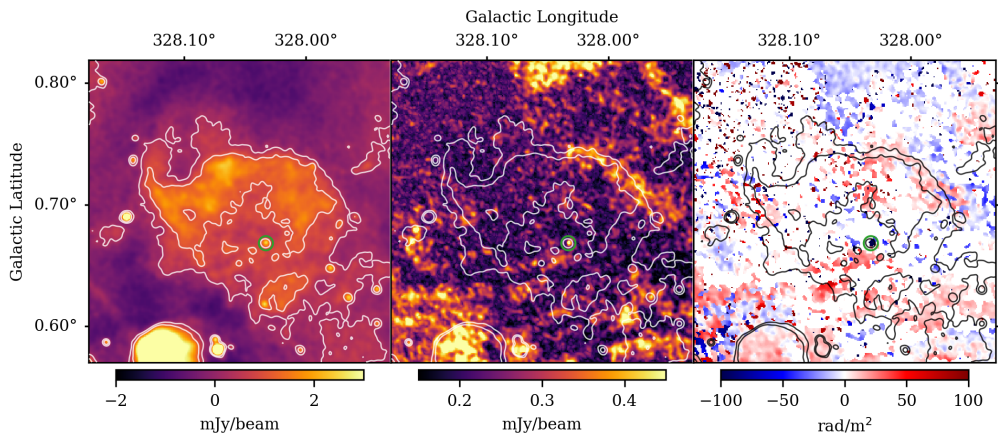 Galactic Longitude
328.10° 328.00° 328.10° 328.00° 328.10° 328.00°
0.80°
0.70°
0.60°
Galactic Latitude
−2 0 2 0.2 0.3 0.4 −100 −50 0 50 100
mJy/beam mJy/beam rad/m²